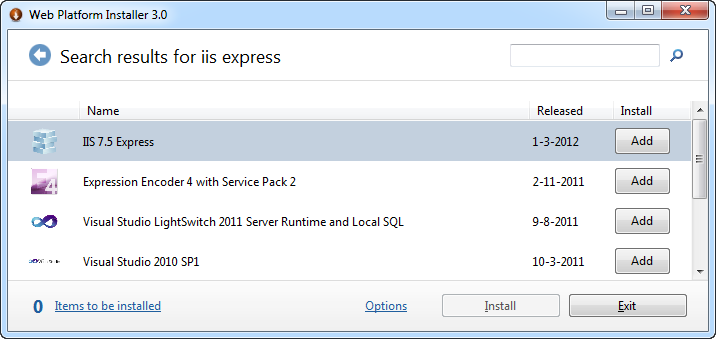 Web Platform Installer 3.0
Search results for iis express
Name Released Install
IIS 7.5 Express 1-3-2012 Add
Expression Encoder 4 with Service Pack 2 2-11-2011 Add
Visual Studio LightSwitch 2011 Server Runtime and Local SQL 9-8-2011 Add
Visual Studio 2010 SP1 10-3-2011 Add
0 Items to be installed Options Install Exit